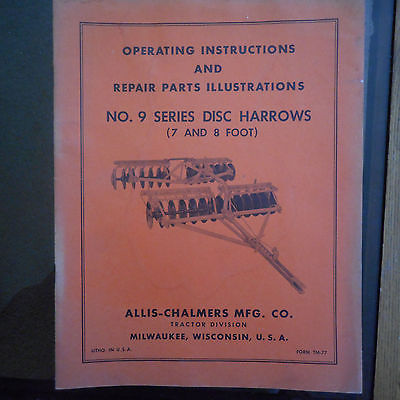 OPERATING INSTRUCTIONS
AND
REPAIR PARTS ILLUSTRATIONS
NO. 9 SERIES DISC HARROWS
(7 AND 8 FOOT)
ALLIS-CHALMERS MFG. CO.
TRACTOR DIVISION
MILWAUKEE, WISCONSIN, U. S. A.
LITHO. IN U.S.A.
FORM TM-77